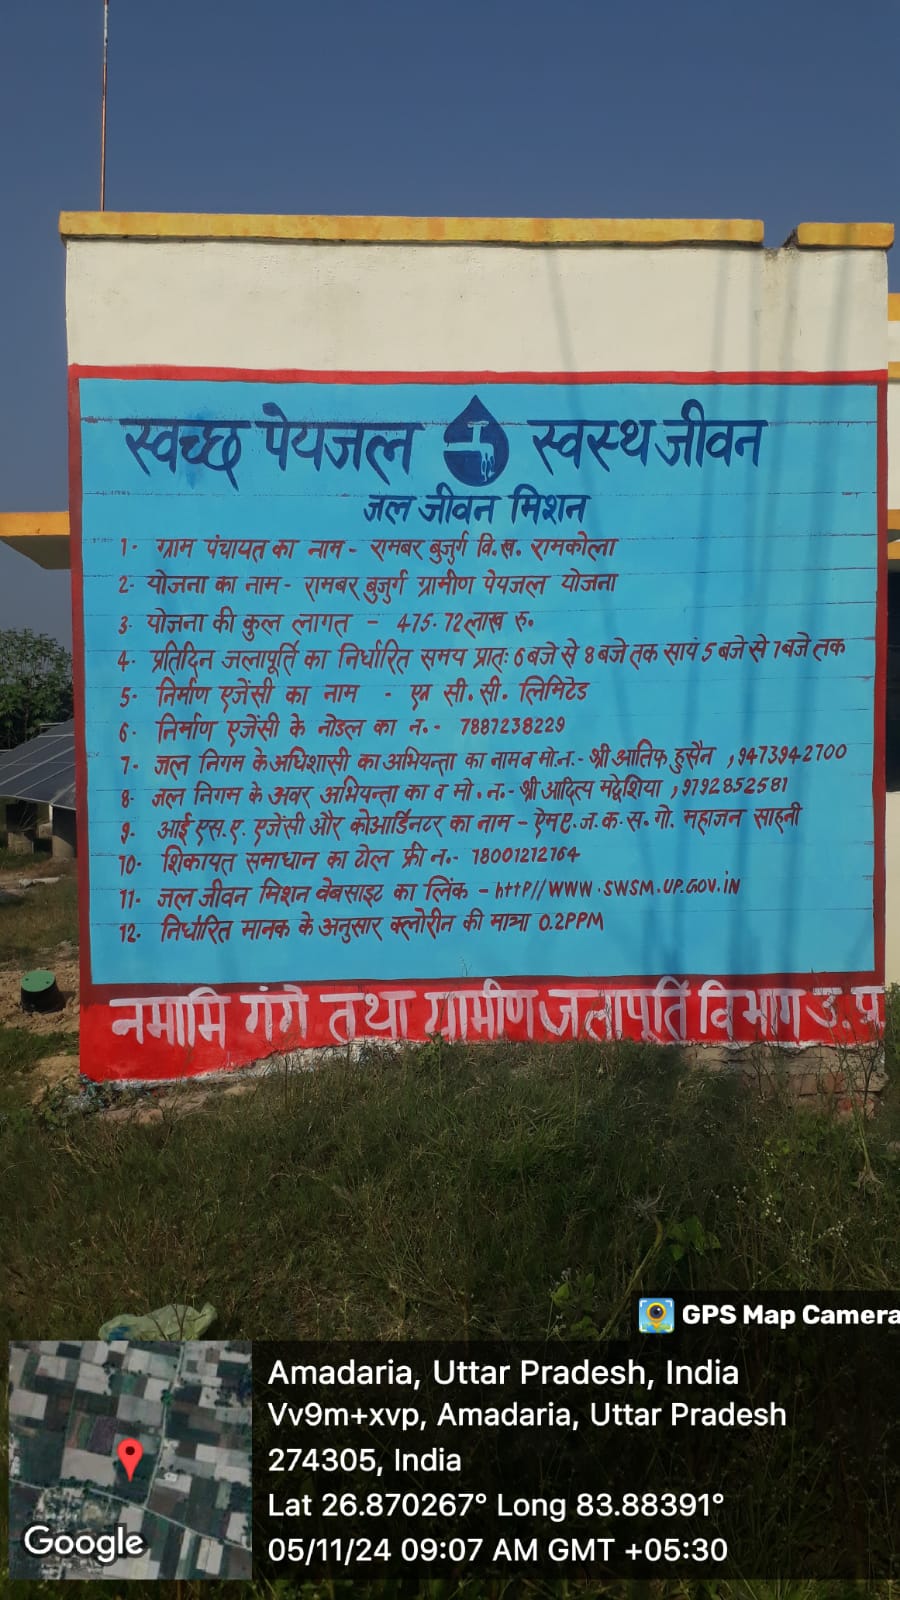 स्वच्छ पेयजल स्वस्थ जीवन
जल जीवन मिशन
1- ग्राम पंचायत का नाम - रामबर बुजुर्ग वि.ख. रामकोला
2- योजना का नाम - रामबर बुजुर्ग ग्रामीण पेयजल योजना
3- योजना की कुल लागत - 475.72 लाख रु.
4- प्रतिदिन जलापूर्ति का निर्धारित समय प्रातः 6 बजे से 8 बजे तक सायं 5 बजे से 7 बजे तक
5- निर्माण एजेंसी का नाम - एन सी. सी. लिमिटेड
6- निर्माण एजेंसी के नोडल का न.- 7887238229
7- जल निगम के अधिशासी का अभियन्ता का नाम व मो.न.- श्री आतिफ हुसैन ,9473942700
8- जल निगम के अवर अभियन्ता का व मो.न.- श्री आदित्य मद्देशिया ,9792852581
9- आई एस.ए. एजेंसी और कोआर्डिनटर का नाम - ऐम ए.ज.क.स.गो. महाजन साहनी
10- शिकायत समाधान का टोल फ्री न.- 18001212164
11- जल जीवन मिशन वेबसाइट का लिंक - http//WWW.SWSM.UP.GOV.iN
12- निर्धारित मानक के अनुसार क्लोरीन की मात्रा 0.2PPM
नमामि गंगे तथा ग्रामीण जलापूर्ति विभाग उ.प्र
GPS Map Camera
Amadaria, Uttar Pradesh, India
Vv9m+xvp, Amadaria, Uttar Pradesh
274305, India
Lat 26.870267° Long 83.88391°
05/11/24 09:07 AM GMT +05:30
Google